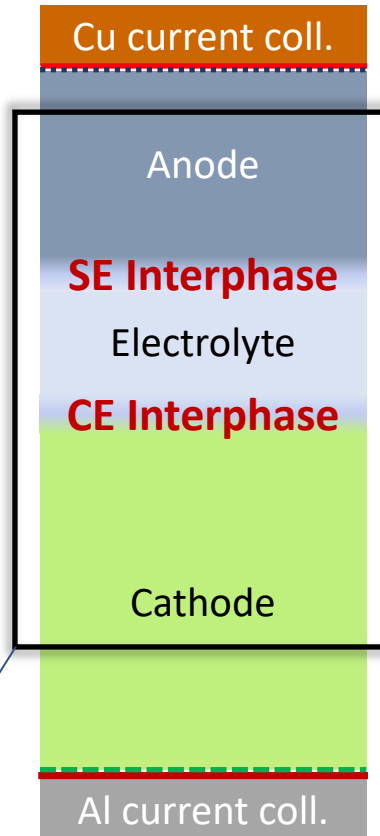 Cu current coll.
Anode
SE Interphase
Electrolyte
CE Interphase
Cathode
Al current coll.